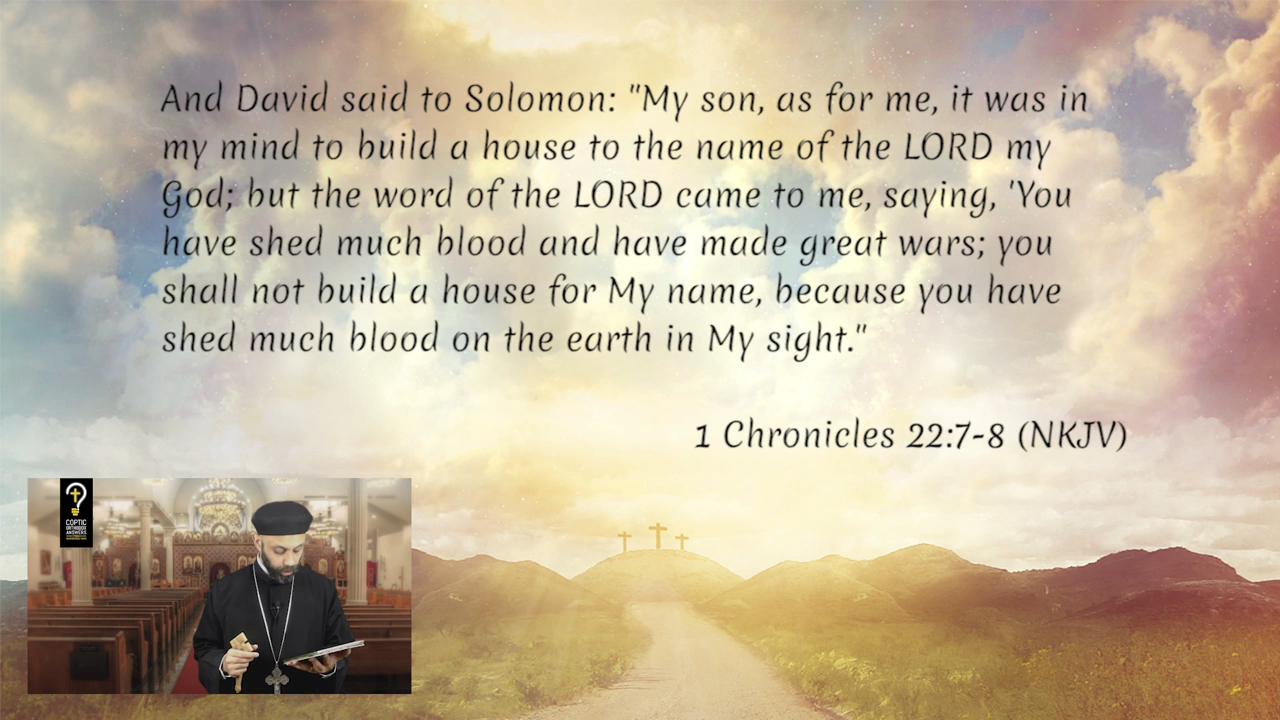 And David said to Solomon: "My son, as for me, it was in
my mind to build a house to the name of the LORD my
God; but the word of the LORD came to me, saying, 'You
have shed much blood and have made great wars; you
shall not build a house for My name, because you have
shed much blood on the earth in My sight."
1 Chronicles 22:7-8 (NKJV)
COPTIC
ORTHODOX
ANSWERS